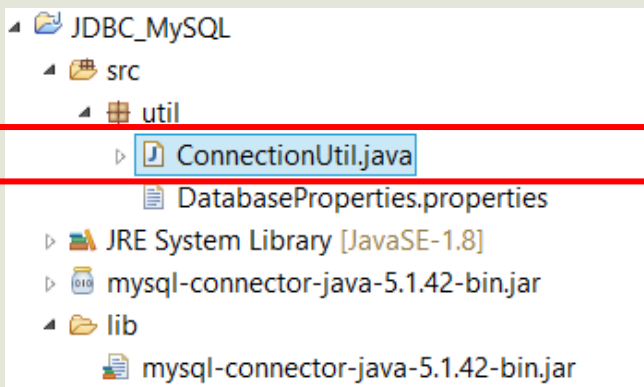 JDBC_MySQL
src
util
ConnectionUtil.java
DatabaseProperties.properties
JRE System Library [JavaSE-1.8]
mysql-connector-java-5.1.42-bin.jar
lib
mysql-connector-java-5.1.42-bin.jar